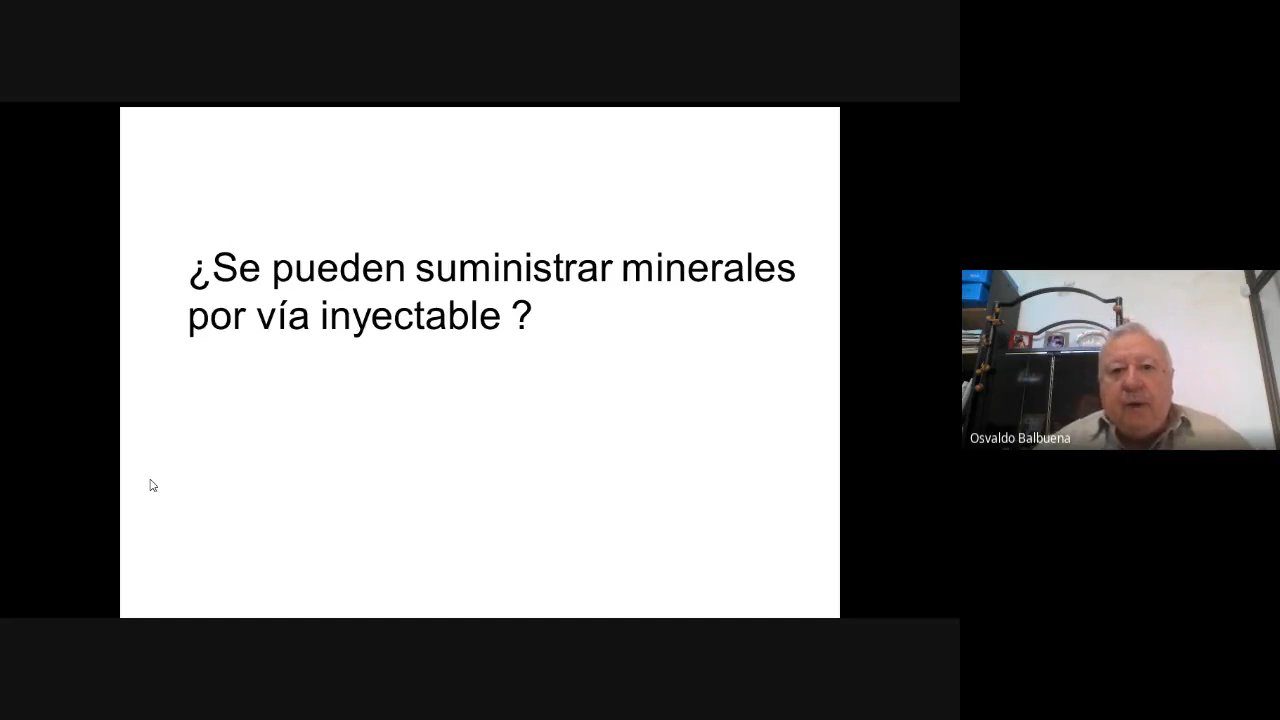 ¿Se pueden suministrar minerales
por vía inyectable ?
Osvaldo Balbuena